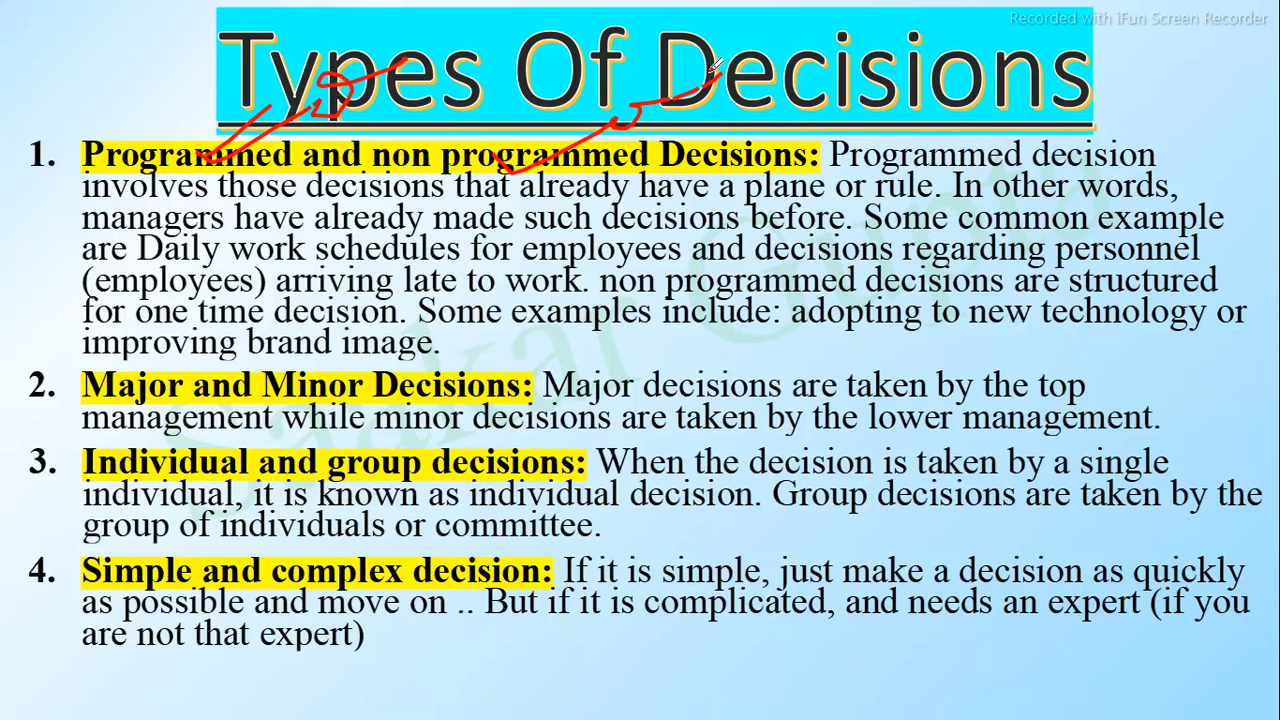 Recorded with iFun Screen Recorder
Types Of Decisions
1. Programmed and non programmed Decisions: Programmed decision
involves those decisions that already have a plane or rule. In other words,
managers have already made such decisions before. Some common example
are Daily work schedules for employees and decisions regarding personnel
(employees) arriving late to work. non programmed decisions are structured
for one time decision. Some examples include: adopting to new technology or
improving brand image.
2. Major and Minor Decisions: Major decisions are taken by the top
management while minor decisions are taken by the lower management.
3. Individual and group decisions: When the decision is taken by a single
individual, it is known as individual decision. Group decisions are taken by the
group of individuals or committee.
4. Simple and complex decision: If it is simple, just make a decision as quickly
as possible and move on .. But if it is complicated, and needs an expert (if you
are not that expert)